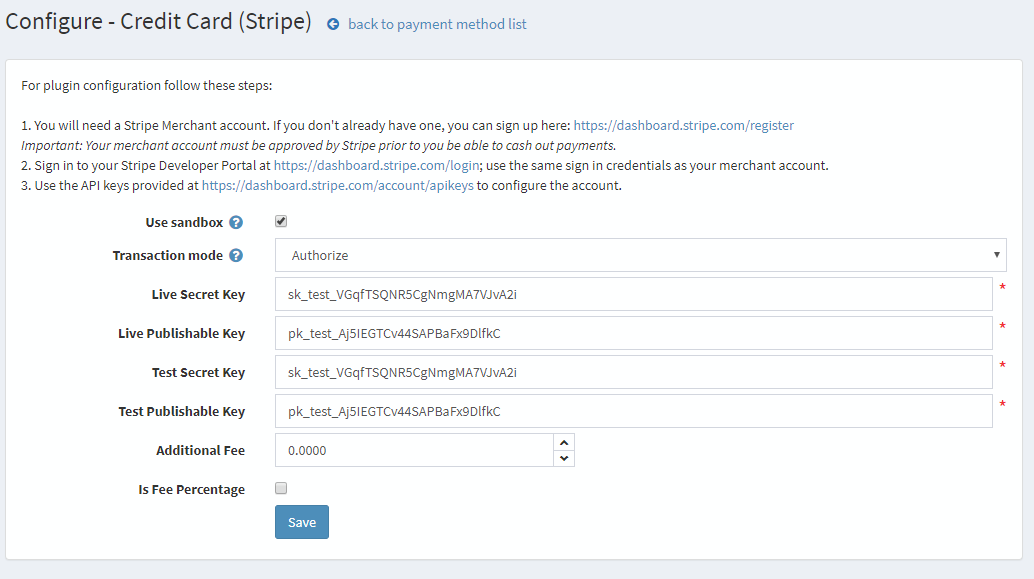 Configure - Credit Card (Stripe) back to payment method list
For plugin configuration follow these steps:
1. You will need a Stripe Merchant account. If you don't already have one, you can sign up here: https://dashboard.stripe.com/register
Important: Your merchant account must be approved by Stripe prior to you be able to cash out payments.
2. Sign in to your Stripe Developer Portal at https://dashboard.stripe.com/login; use the same sign in credentials as your merchant account.
3. Use the API keys provided at https://dashboard.stripe.com/account/apikeys to configure the account.
Use sandbox ?
Transaction mode ? Authorize
Live Secret Key sk_test_VGqfTSQNR5CgNmgMA7VJvA2i *
Live Publishable Key pk_test_Aj5IEGTCv44SAPBaFx9DlfkC *
Test Secret Key sk_test_VGqfTSQNR5CgNmgMA7VJvA2i *
Test Publishable Key pk_test_Aj5IEGTCv44SAPBaFx9DlfkC *
Additional Fee 0.0000
Is Fee Percentage
Save